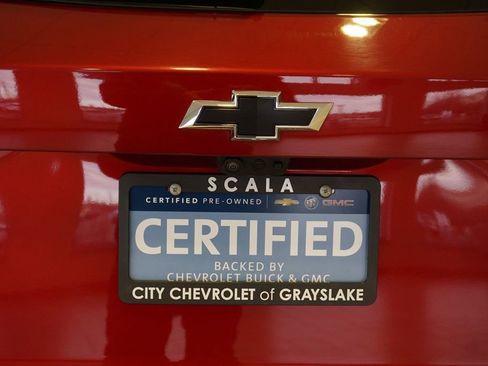 SCALA
CERTIFIED PRE-OWNED GMC
CERTIFIED
BACKED BY
CHEVROLET BUICK & GMC
CITY CHEVROLET of GRAYSLAKE